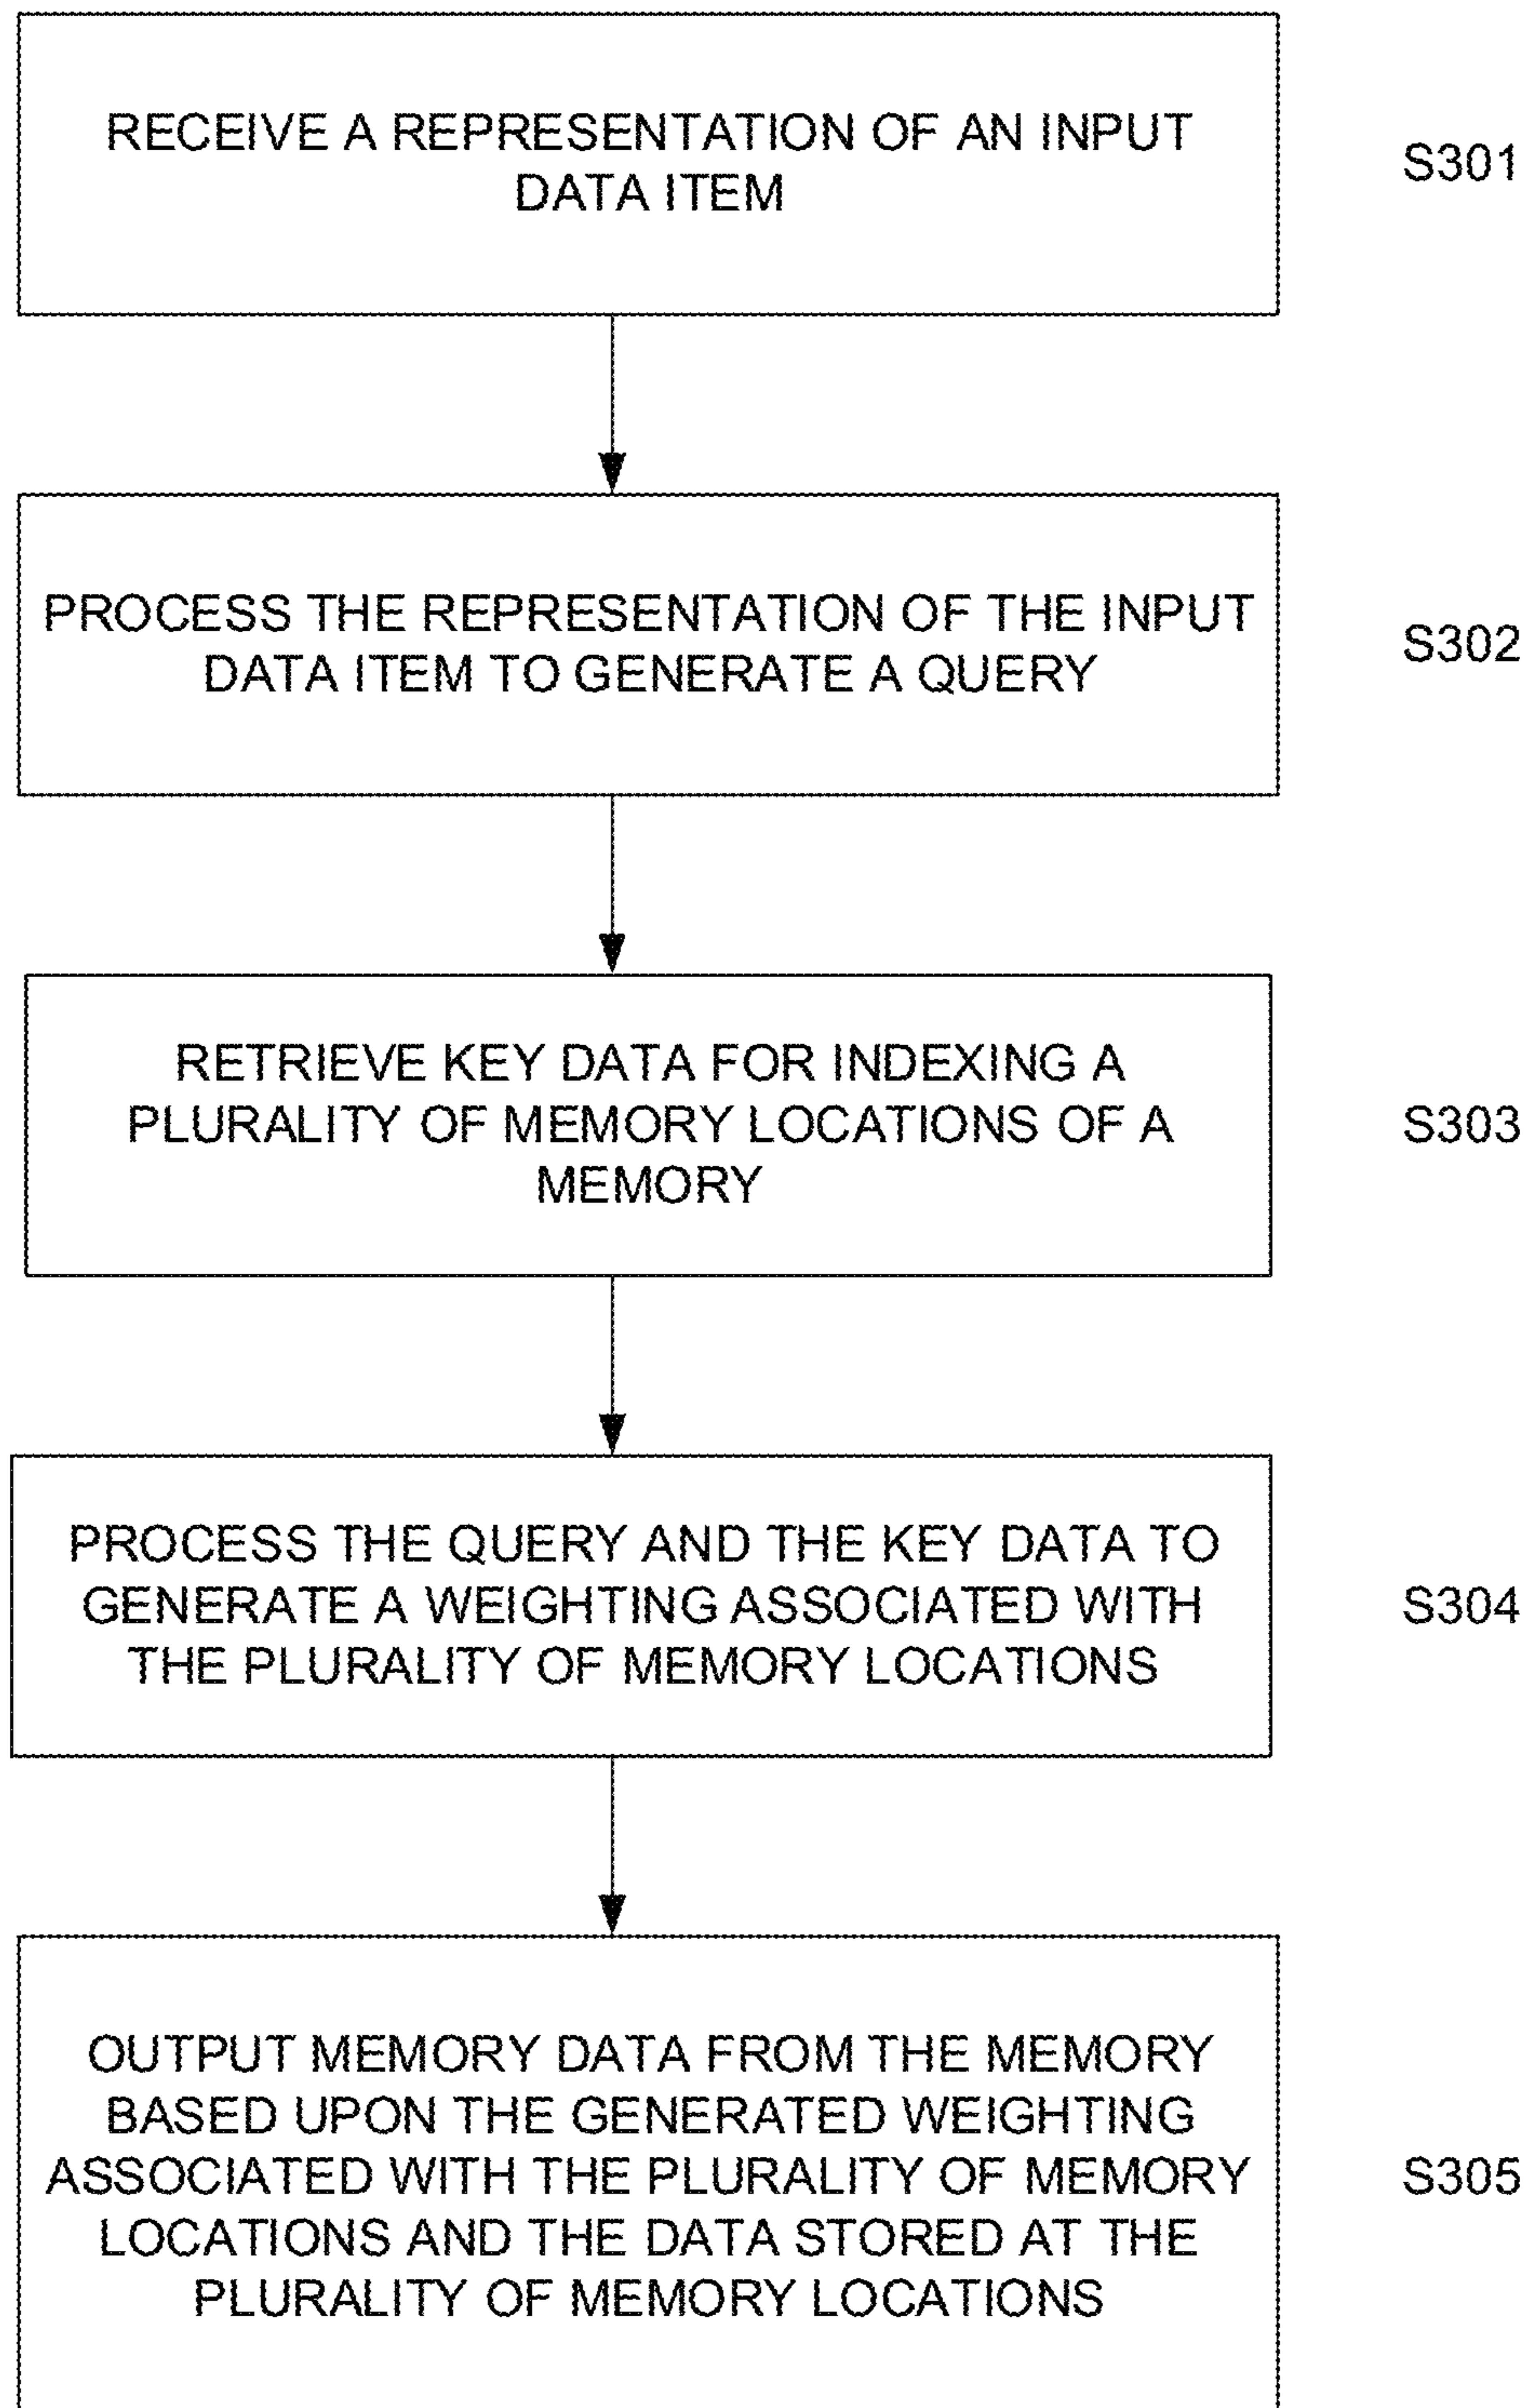 RECEIVE A REPRESENTATION OF AN INPUT
DATA ITEM
S301
PROCESS THE REPRESENTATION OF THE INPUT
DATA ITEM TO GENERATE A QUERY
S302
RETRIEVE KEY DATA FOR INDEXING A
PLURALITY OF MEMORY LOCATIONS OF A
MEMORY
S303
PROCESS THE QUERY AND THE KEY DATA TO
GENERATE A WEIGHTING ASSOCIATED WITH
THE PLURALITY OF MEMORY LOCATIONS
S304
OUTPUT MEMORY DATA FROM THE MEMORY
BASED UPON THE GENERATED WEIGHTING
ASSOCIATED WITH THE PLURALITY OF MEMORY
LOCATIONS AND THE DATA STORED AT THE
PLURALITY OF MEMORY LOCATIONS
S305